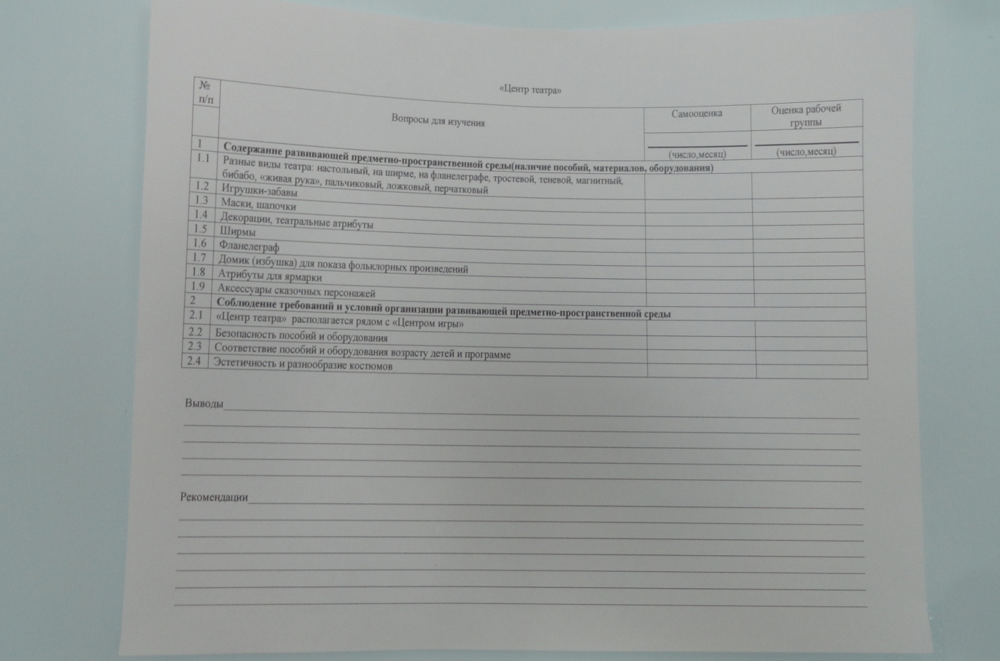 «Центр театра»
№
п/п
Вопросы для изучения
Самооценка
Оценка рабочей
группы
(число,месяц)
(число,месяц)
1 Содержание развивающей предметно-пространственной среды(наличие пособий, материалов, оборудования)
1.1 Разные виды театра: настольный, на ширме, на фланелеграфе, тростевой, теневой, магнитный,
бибабо, «живая рука», пальчиковый, ложковый, перчатковый
1.2 Игрушки-забавы
1.3 Маски, шапочки
1.4 Декорации, театральные атрибуты
1.5 Ширмы
1.6 Фланелеграф
1.7 Домик (избушка) для показа фольклорных произведений
1.8 Атрибуты для ярмарки
1.9 Аксессуары сказочных персонажей
2 Соблюдение требований и условий организации развивающей предметно-пространственной среды
2.1 «Центр театра» располагается рядом с «Центром игры»
2.2 Безопасность пособий и оборудования
2.3 Соответствие пособий и оборудования возрасту детей и программе
2.4 Эстетичность и разнообразие костюмов
Выводы
Рекомендации